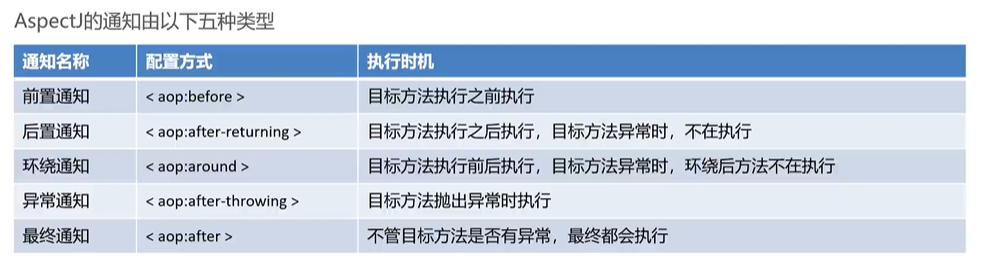 AspectJ的通知由以下五种类型
通知名称 配置方式 执行时机
前置通知 < aop:before > 目标方法执行之前执行
后置通知 < aop:after-returning > 目标方法执行之后执行，目标方法异常时，不在执行
环绕通知 < aop:around > 目标方法执行前后执行，目标方法异常时，环绕后方法不在执行
异常通知 < aop:after-throwing > 目标方法抛出异常时执行
最终通知 < aop:after > 不管目标方法是否有异常，最终都会执行